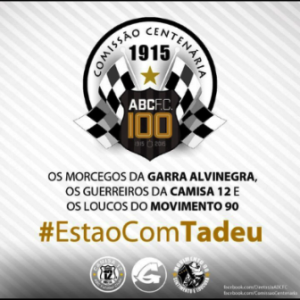 COMISSÃO CENTENÁRIA
1915
ABC F.C.
100
OS MORCEGOS DA GARRA ALVINEGRA,
OS GUERREIROS DA CAMISA 12 E
OS LOUCOS DO MOVIMENTO 90
#EstaoComTadeu
12